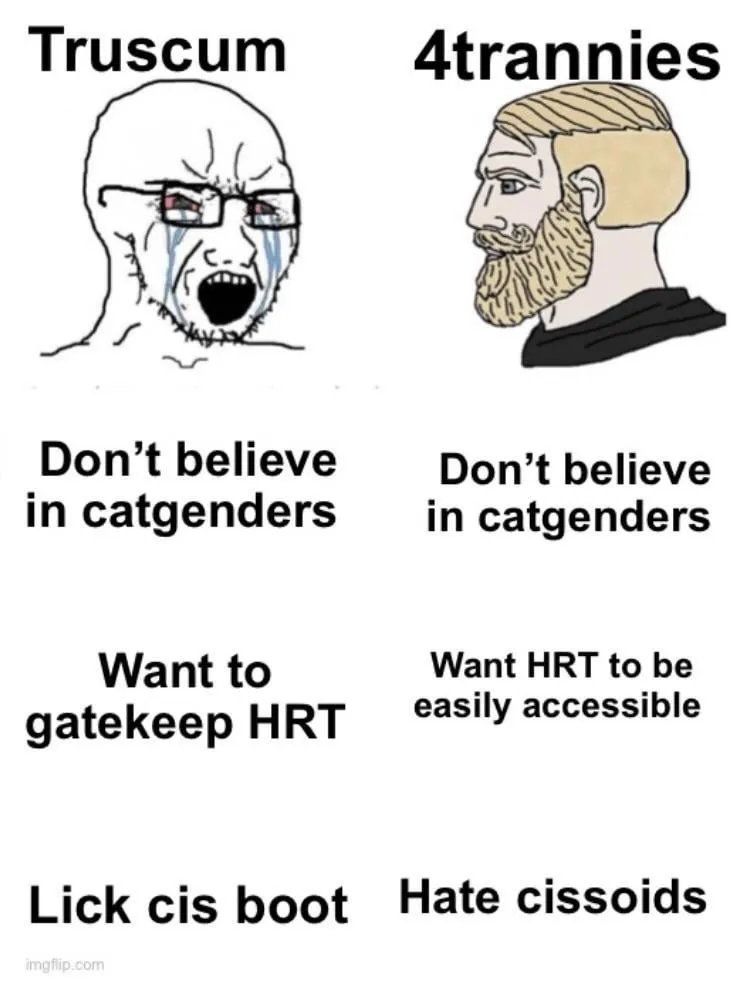 Truscum
4trannies
Don't believe
in catgenders
Don't believe
in catgenders
Want to
gatekeep HRT
Want HRT to be
easily accessible
Lick cis boot
Hate cissoids
imgflip.com